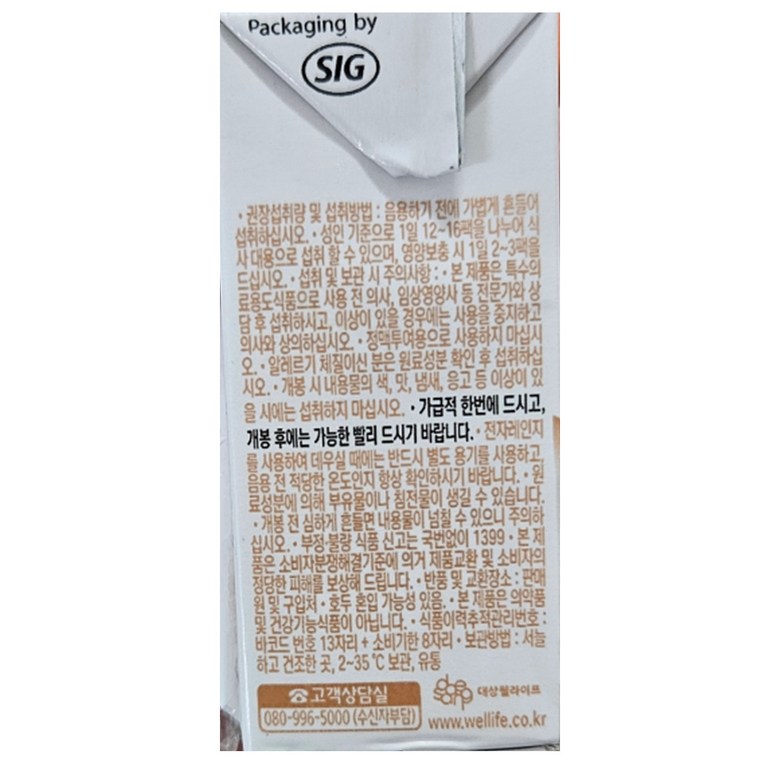 Packaging by
SIG
• 권장섭취량 및 섭취방법 : 음용하기 전에 가볍게 흔들어
섭취하십시오. • 성인 기준으로 1일 12~16팩을 나누어 식
사 대용으로 섭취 할 수 있으며, 영양보충 시 1일 2~3팩을
드십시오. • 섭취 및 보관 시 주의사항 : • 본 제품은 특수의
료용도식품으로 사용 전 의사, 임상영양사 등 전문가와 상
담 후 섭취하시고, 이상이 있을 경우에는 사용을 중지하고
의사와 상의하십시오. • 정맥투여용으로 사용하지 마십시
오. • 알레르기 체질이신 분은 원료성분 확인 후 섭취하십
시오. • 개봉 시 내용물의 색, 맛, 냄새, 응고 등 이상이 있
을 시에는 섭취하지 마십시오. • 가급적 한번에 드시고,
개봉 후에는 가능한 빨리 드시기 바랍니다. • 전자레인지
를 사용하여 데우실 때에는 반드시 별도 용기를 사용하고,
음용 전 적당한 온도인지 항상 확인하시기 바랍니다. • 원
료성분에 의해 부유물이나 침전물이 생길 수 있습니다.
• 개봉 전 심하게 흔들면 내용물이 넘칠 수 있으니 주의하
십시오. • 부정·불량 식품 신고는 국번없이 1399 • 본 제
품은 소비자분쟁해결기준에 의거 제품교환 및 소비자의
정당한 피해를 보상해 드립니다. • 반품 및 교환장소 : 판매
원 및 구입처 • 호두 혼입 가능성 있음. • 본 제품은 의약품
및 건강기능식품이 아닙니다. • 식품이력추적관리번호 :
바코드 번호 13자리 + 소비기한 8자리 • 보관방법 : 서늘
하고 건조한 곳, 2~35℃ 보관, 유통
☎고객상담실
080-996-5000 (수신자부담)
대상웰라이프
www.wellife.co.kr